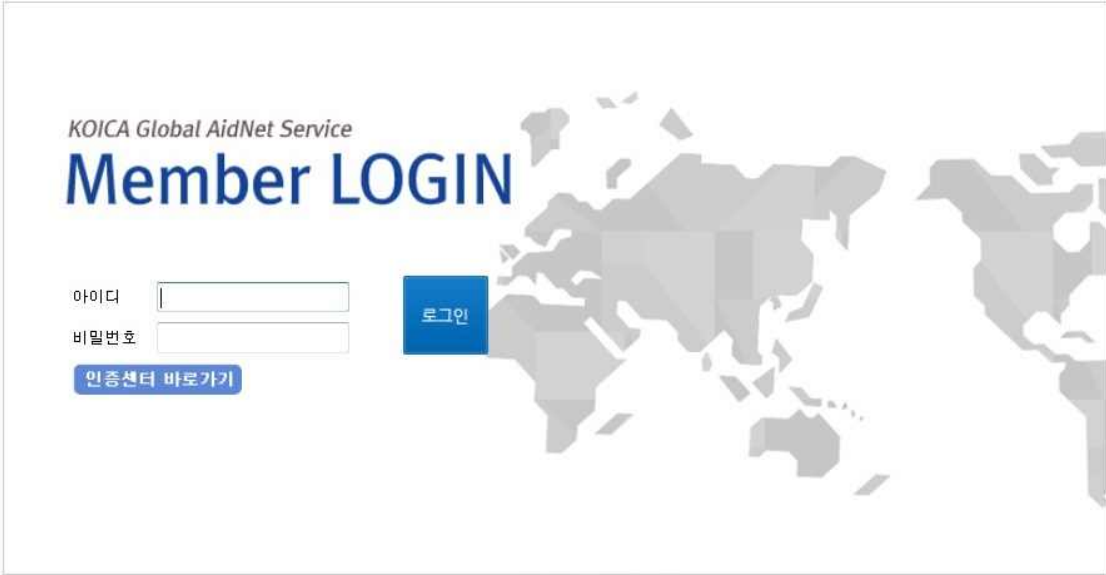 KOICA Global AidNet Service
Member LOGIN
아이디
로그인
비밀번호
인증센터 바로가기